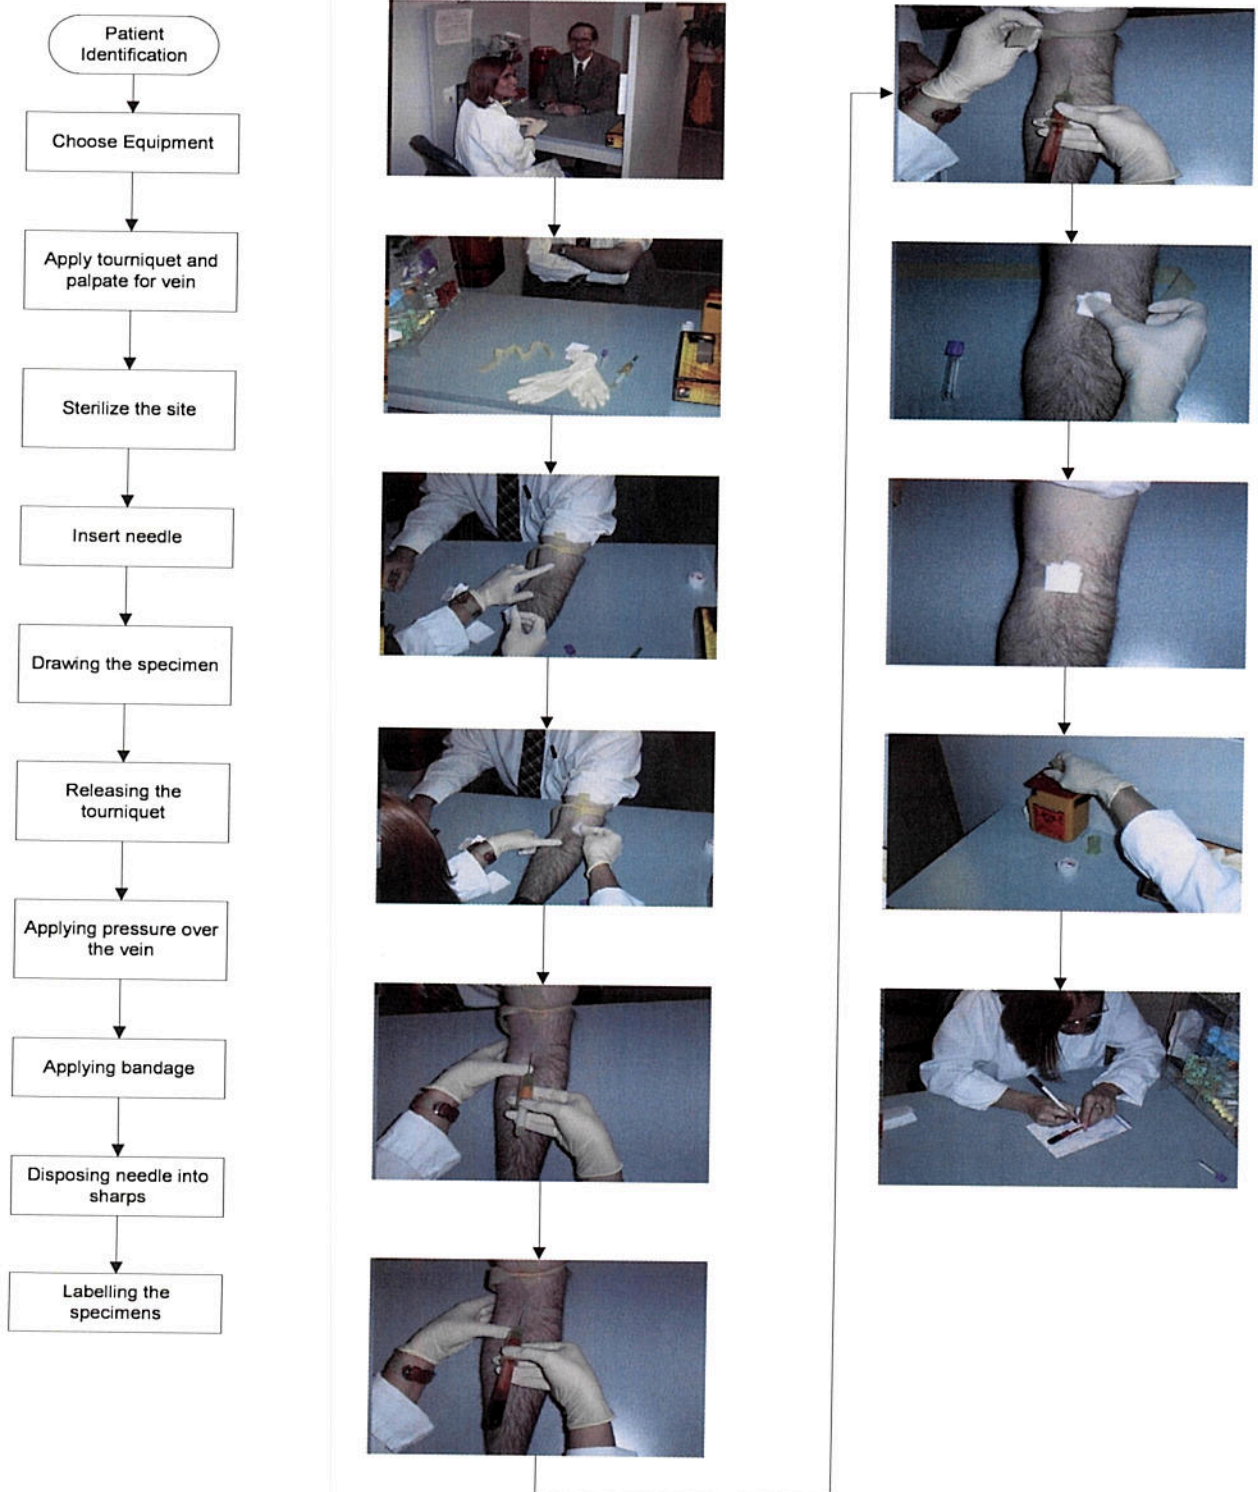 Patient
Identification
Choose Equipment
Apply tourniquet and
palpate for vein
Sterilize the site
Insert needle
Drawing the specimen
Releasing the
tourniquet
Applying pressure over
the vein
Applying bandage
Disposing needle into
sharps
Labelling the
specimens